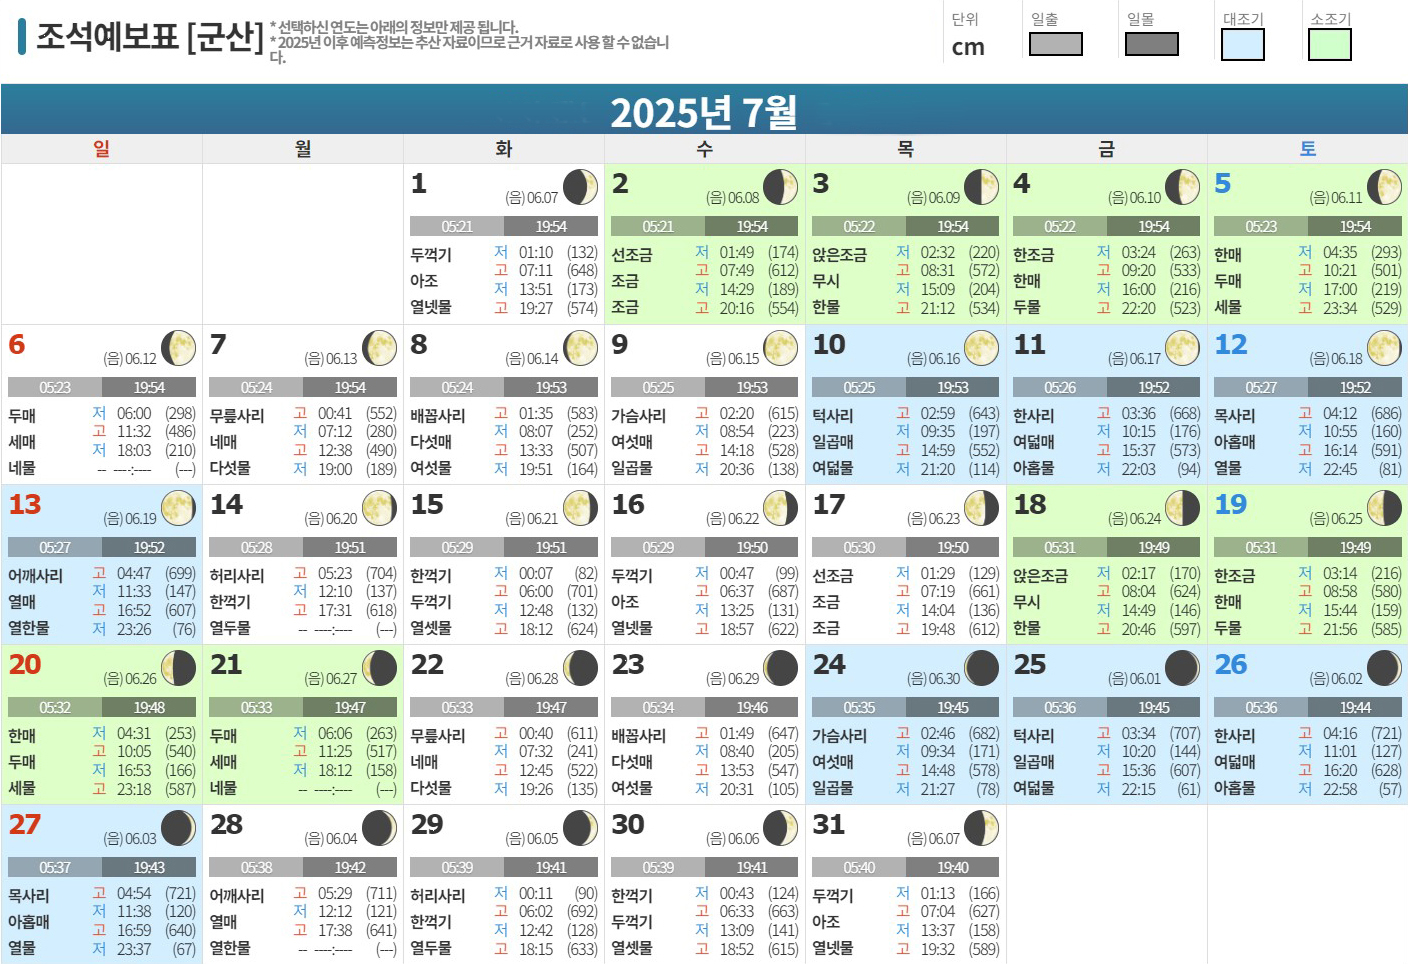 조석예보표 [군산]
* 선택하신 연도는 아래의 정보만 제공 됩니다.
* 2025년 이후 예측정보는 추산 자료이므로 근거 자료로 사용 할 수 없습니
다.
단위 일출 일몰 대조기 소조기
cm
2025년 7월
일 월 화 수 목 금 토
1
(음) 06.07
05:21 19:54
두꺽기
아조
열넷물
저 01:10 (132)
고 07:11 (648)
저 13:51 (173)
고 19:27 (574)
2
(음) 06.08
05:21 19:54
선조금
조금
조금
저 01:49 (174)
고 07:49 (612)
저 14:29 (189)
고 20:16 (554)
3
(음) 06.09
05:22 19:54
앉은조금
무시
한물
저 02:32 (220)
고 08:31 (572)
저 15:09 (204)
고 21:12 (534)
4
(음) 06.10
05:22 19:54
한조금
한매
두물
저 03:24 (263)
고 09:20 (533)
저 16:00 (216)
고 22:20 (523)
5
(음) 06.11
05:23 19:54
한매
두매
세물
저 04:35 (293)
고 10:21 (501)
저 17:00 (219)
고 23:34 (529)
6
(음) 06.12
05:23 19:54
두매
세매
네물
저 06:00 (298)
고 11:32 (486)
저 18:03 (210)
-- ----:---- (---)
7
(음) 06.13
05:24 19:54
무릎사리
네매
다섯물
고 00:41 (552)
저 07:12 (280)
고 12:38 (490)
저 19:00 (189)
8
(음) 06.14
05:24 19:53
배꼽사리
다섯매
여섯물
고 01:35 (583)
저 08:07 (252)
고 13:33 (507)
저 19:51 (164)
9
(음) 06.15
05:25 19:53
가슴사리
여섯매
일곱물
고 02:20 (615)
저 08:54 (223)
고 14:18 (528)
저 20:36 (138)
10
(음) 06.16
05:25 19:53
턱사리
일곱매
여덟물
고 02:59 (643)
저 09:35 (197)
고 14:59 (552)
저 21:20 (114)
11
(음) 06.17
05:26 19:52
한사리
여덟매
아홉물
고 03:36 (668)
저 10:15 (176)
고 15:37 (573)
저 22:03 (94)
12
(음) 06.18
05:27 19:52
목사리
아홉매
열물
고 04:12 (686)
저 10:55 (160)
고 16:14 (591)
저 22:45 (81)
13
(음) 06.19
05:27 19:52
어깨사리
열매
열한물
고 04:47 (699)
저 11:33 (147)
고 16:52 (607)
저 23:26 (76)
14
(음) 06.20
05:28 19:51
허리사리
한꺽기
열두물
고 05:23 (704)
저 12:10 (137)
고 17:31 (618)
-- ----:---- (---)
15
(음) 06.21
05:29 19:51
한꺽기
두꺽기
열셋물
저 00:07 (82)
고 06:00 (701)
저 12:48 (132)
고 18:12 (624)
16
(음) 06.22
05:29 19:50
두꺽기
아조
열넷물
저 00:47 (99)
고 06:37 (687)
저 13:25 (131)
고 18:57 (622)
17
(음) 06.23
05:30 19:50
선조금
조금
조금
저 01:29 (129)
고 07:19 (661)
저 14:04 (136)
고 19:48 (612)
18
(음) 06.24
05:31 19:49
앉은조금
무시
한물
저 02:17 (170)
고 08:04 (624)
저 14:49 (146)
고 20:46 (597)
19
(음) 06.25
05:31 19:49
한조금
한매
두물
저 03:14 (216)
고 08:58 (580)
저 15:44 (159)
고 21:56 (585)
20
(음) 06.26
05:32 19:48
한매
두매
세물
저 04:31 (253)
고 10:05 (540)
저 16:53 (166)
고 23:18 (587)
21
(음) 06.27
05:33 19:47
두매
세매
네물
저 06:06 (263)
고 11:25 (517)
저 18:12 (158)
-- ----:---- (---)
22
(음) 06.28
05:33 19:47
무릎사리
네매
다섯물
고 00:40 (611)
저 07:32 (241)
고 12:45 (522)
저 19:26 (135)
23
(음) 06.29
05:34 19:46
배꼽사리
다섯매
여섯물
고 01:49 (647)
저 08:40 (205)
고 13:53 (547)
저 20:31 (105)
24
(음) 06.30
05:35 19:45
가슴사리
여섯매
일곱물
고 02:46 (682)
저 09:34 (171)
고 14:48 (578)
저 21:27 (78)
25
(음) 06.01
05:36 19:45
턱사리
일곱매
여덟물
고 03:34 (707)
저 10:20 (144)
고 15:36 (607)
저 22:15 (61)
26
(음) 06.02
05:36 19:44
한사리
여덟매
아홉물
고 04:16 (721)
저 11:01 (127)
고 16:20 (628)
저 22:58 (57)
27
(음) 06.03
05:37 19:43
목사리
아홉매
열물
고 04:54 (721)
저 11:38 (120)
고 16:59 (640)
저 23:37 (67)
28
(음) 06.04
05:38 19:42
어깨사리
열매
열한물
고 05:29 (711)
저 12:12 (121)
고 17:38 (641)
-- ----:---- (---)
29
(음) 06.05
05:39 19:41
허리사리
한꺽기
열두물
저 00:11 (90)
고 06:02 (692)
저 12:42 (128)
고 18:15 (633)
30
(음) 06.06
05:39 19:41
한꺽기
두꺽기
열셋물
저 00:43 (124)
고 06:33 (663)
저 13:09 (141)
고 18:52 (615)
31
(음) 06.07
05:40 19:40
두꺽기
아조
열넷물
저 01:13 (166)
고 07:04 (627)
저 13:37 (158)
고 19:32 (589)